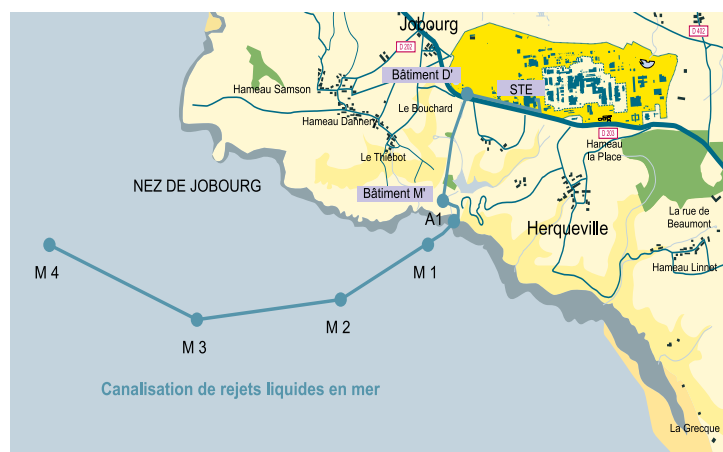 Jobourg
D 202
D 402
Bâtiment D'
STE
Hameau Samson
Le Bouchard
Hameau Dannery
D 203
Hameau
la Place
Le Thiébot
NEZ DE JOBOURG
Bâtiment M'
A1
Herqueville
La rue de
Beaumont
M 4
M 1
Hameau Linnet
M 2
M 3
Canalisation de rejets liquides en mer
La Grecque